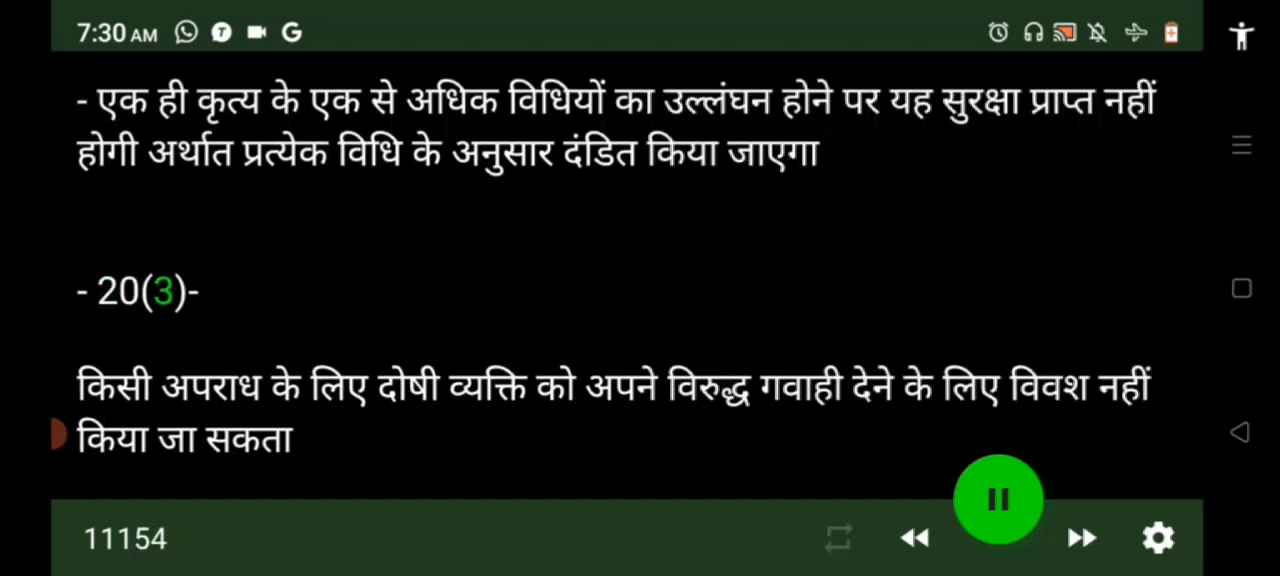 7:30 AM
- एक ही कृत्य के एक से अधिक विधियों का उल्लंघन होने पर यह सुरक्षा प्राप्त नहीं
होगी अर्थात प्रत्येक विधि के अनुसार दंडित किया जाएगा
- 20(3)-
किसी अपराध के लिए दोषी व्यक्ति को अपने विरुद्ध गवाही देने के लिए विवश नहीं
किया जा सकता
11154